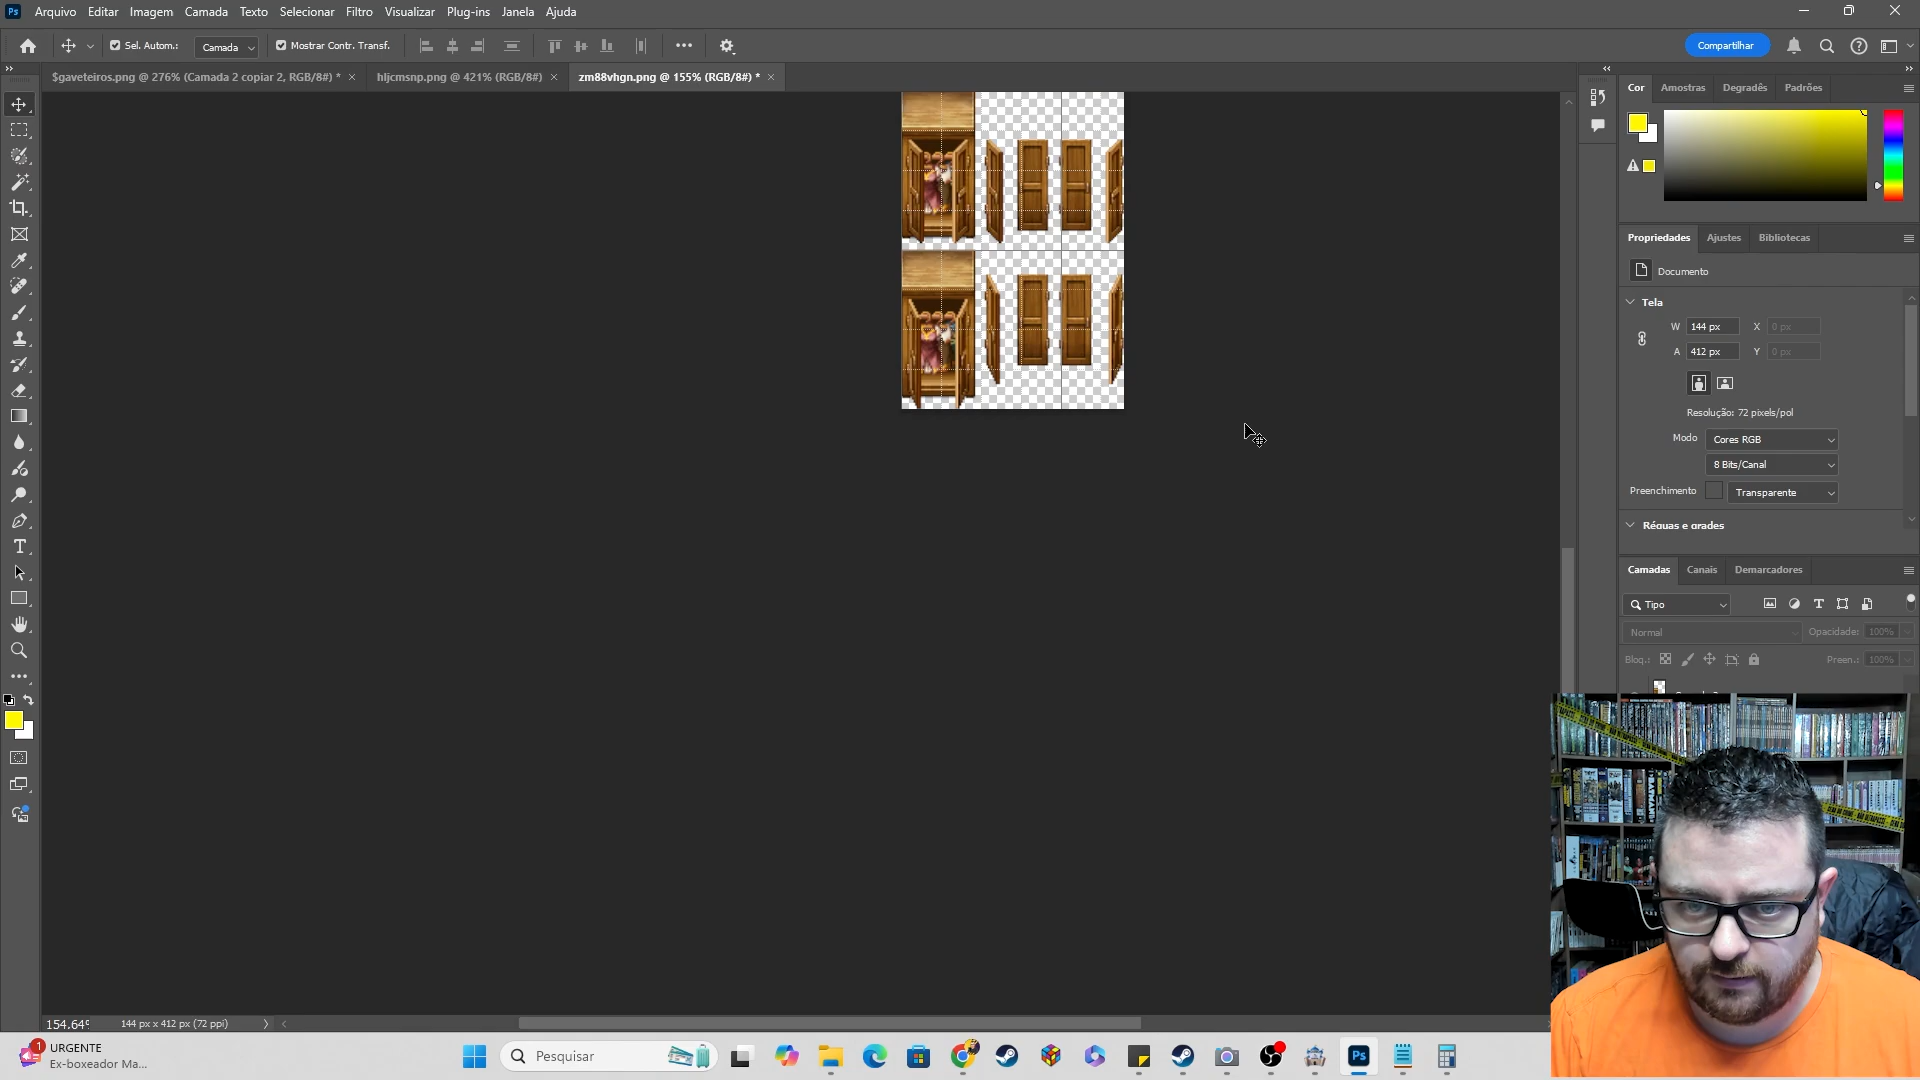 Ps Arquivo Editar Imagem Camada Texto Selecionar Filtro Visualizar Plug-ins Janela Ajuda
Sel. Autom.: Camada Mostrar Contr. Transf. Compartilhar
$gaveteiros.png @ 276% (Camada 2 copiar 2, RGB/8#) * hljcmsnp.png @ 421% (RGB/8#) zm88vhgn.png @ 155% (RGB/8#) *
Cor Amostras Degradês Padrões
Propriedades Ajustes Bibliotecas
Documento
Tela
W 144 px X 0 px
A 412 px Y 0 px
Resolução: 72 pixels/pol
Modo Cores RGB
8 Bits/Canal
Preenchimento Transparente
Réguas e grades
Camadas Canais Demarcadores
Tipo
Normal Opacidade: 100%
Bloq.: Preen.: 100%
144 px x 412 px (72 ppi)
1 URGENTE
Ex-boxeador Ma...
Pesquisar
Ps